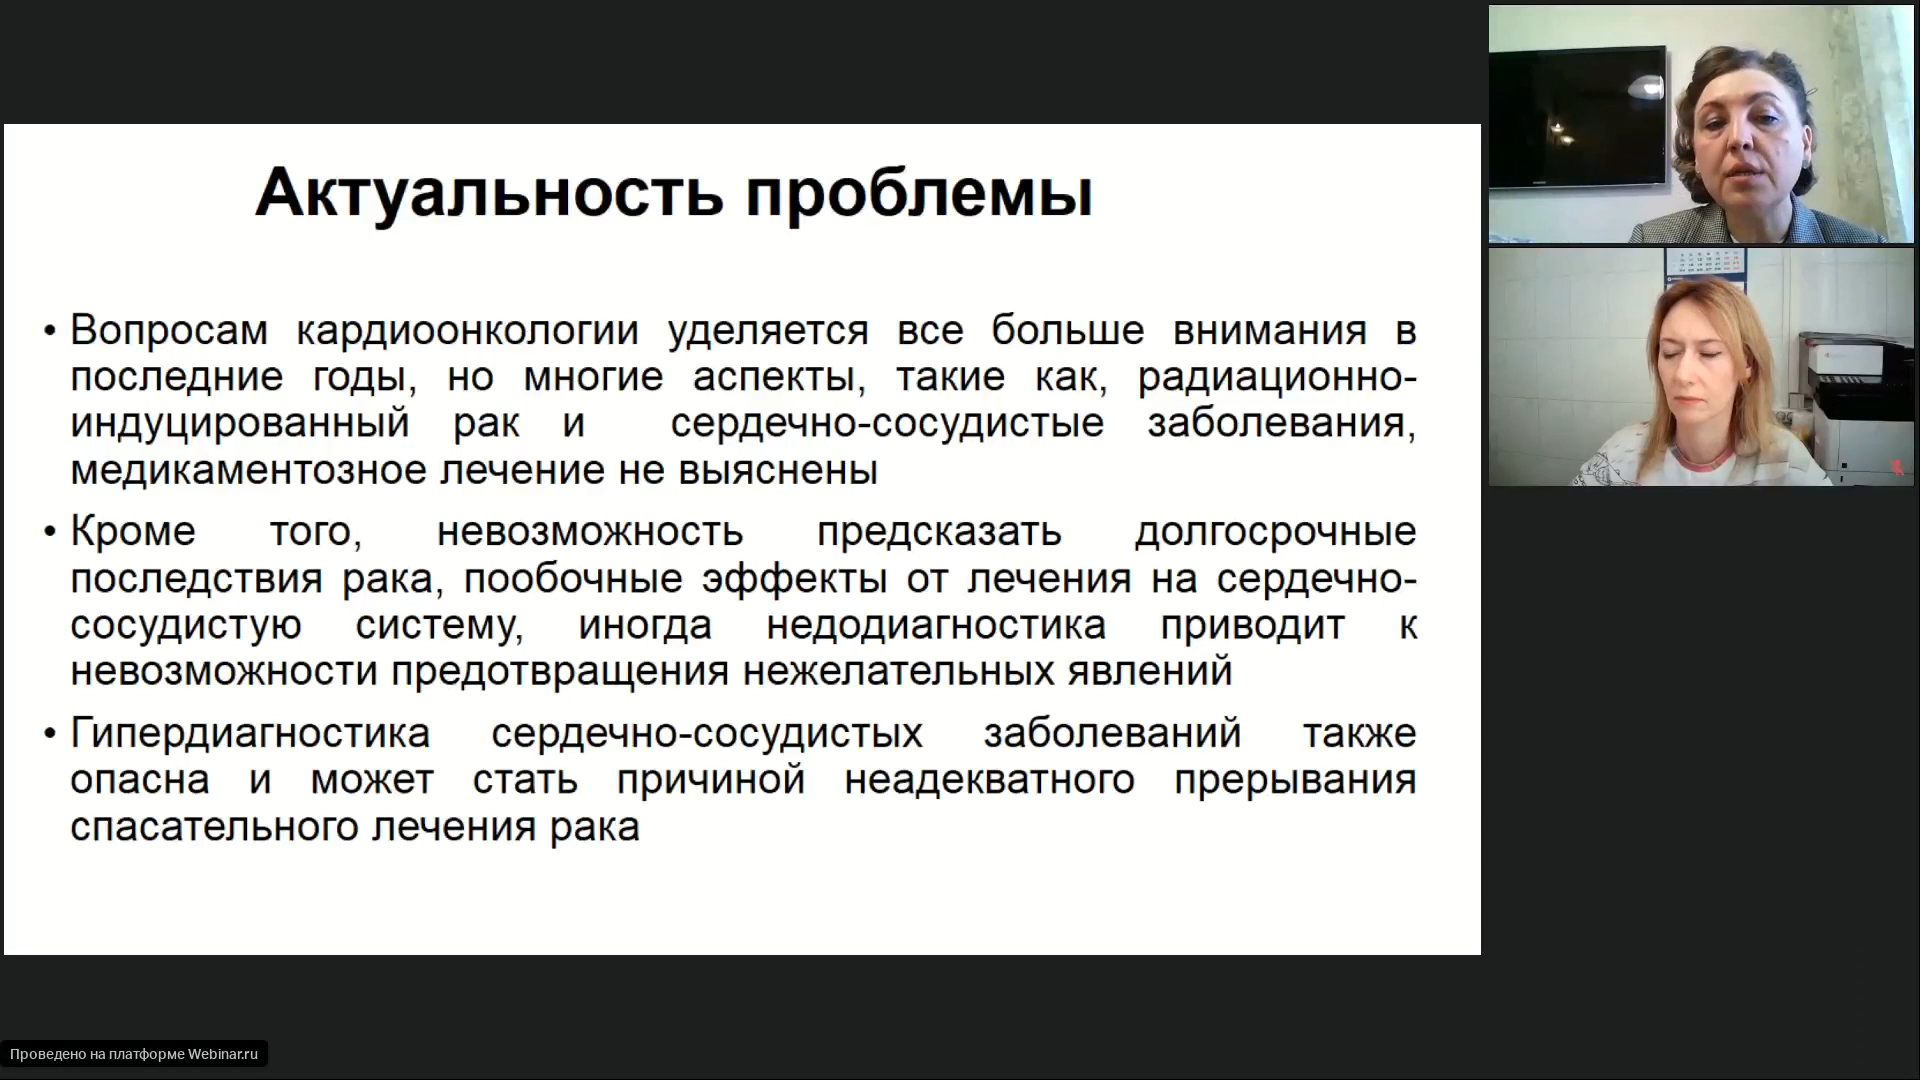 Актуальность проблемы
• Вопросам кардиоонкологии уделяется все больше внимания в
последние годы, но многие аспекты, такие как, радиационно-
индуцированный рак и сердечно-сосудистые заболевания,
медикаментозное лечение не выяснены
• Кроме того, невозможность предсказать долгосрочные
последствия рака, пообочные эффекты от лечения на сердечно-
сосудистую систему, иногда недодиагностика приводит к
невозможности предотвращения нежелательных явлений
• Гипердиагностика сердечно-сосудистых заболеваний также
опасна и может стать причиной неадекватного прерывания
спасательного лечения рака
Проведено на платформе Webinar.ru